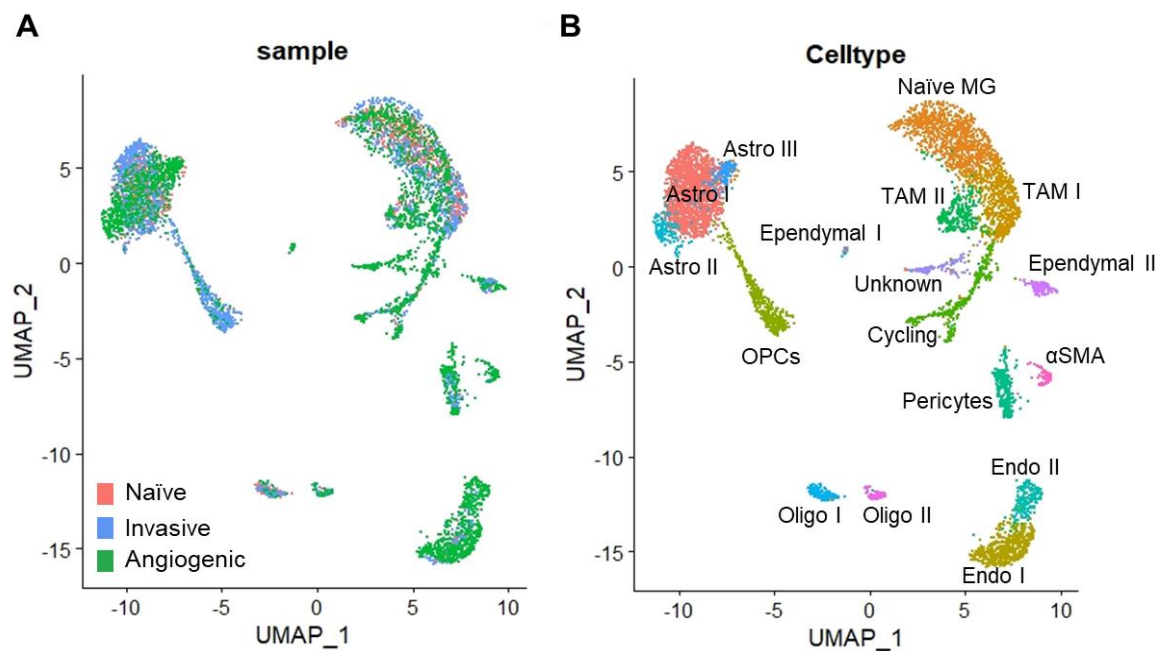 A
sample
UMAP_2
5
0
-5
-10
-15
Naïve
Invasive
Angiogenic
-10
-5
0
5
10
UMAP_1
B
Celltype
UMAP_2
5
0
-5
-10
-15
Naïve MG
Astro III
Astro I
TAM II
TAM I
Ependymal I
Astro II
Ependymal II
Unknown
Cycling
OPCs
αSMA
Pericytes
Endo II
Oligo I
Oligo II
Endo I
-10
-5
0
5
10
UMAP_1